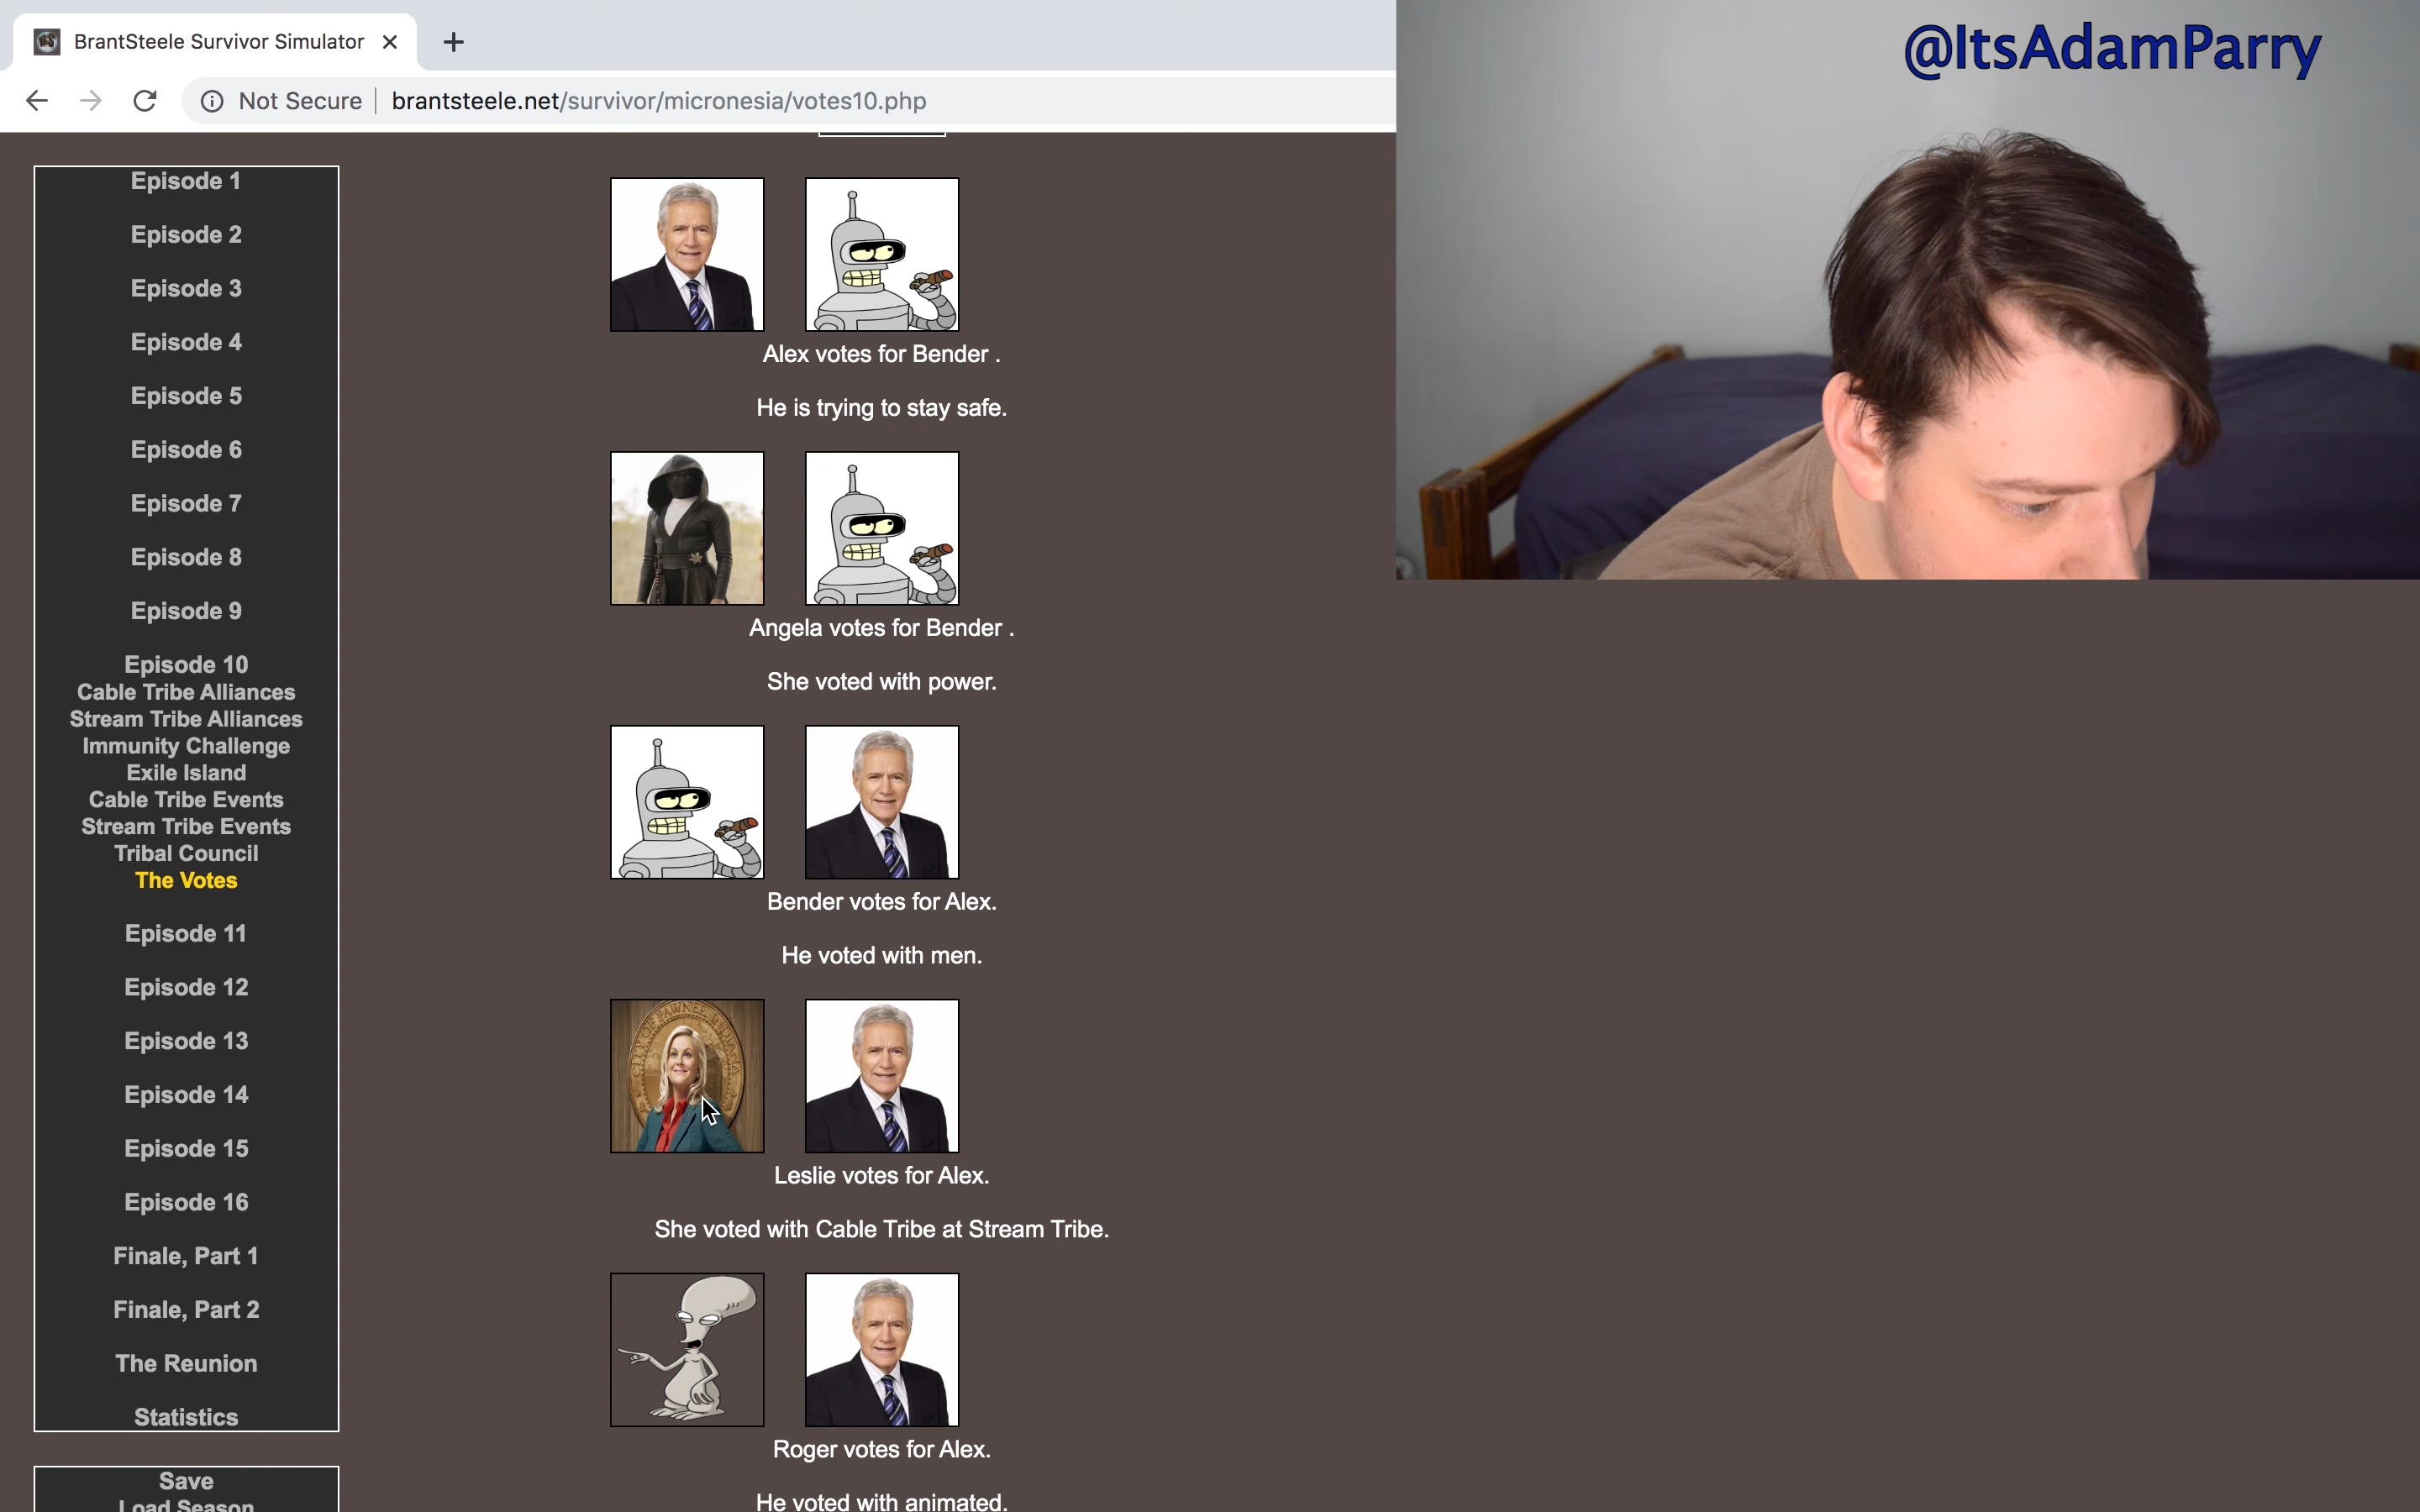 BrantSteele Survivor Simulator
@ItsAdamParry
Not Secure
brantsteele.net/survivor/micronesia/votes10.php
Episode 1
Episode 2
Episode 3
Episode 4
Episode 5
Episode 6
Episode 7
Episode 8
Episode 9
Episode 10
Cable Tribe Alliances
Stream Tribe Alliances
Immunity Challenge
Exile Island
Cable Tribe Events
Stream Tribe Events
Tribal Council
The Votes
Episode 11
Episode 12
Episode 13
Episode 14
Episode 15
Episode 16
Finale, Part 1
Finale, Part 2
The Reunion
Statistics
Save
Load Season
Alex votes for Bender .
He is trying to stay safe.
Angela votes for Bender .
She voted with power.
Bender votes for Alex.
He voted with men.
CITY OF PAWNEE INDIANA
Leslie votes for Alex.
She voted with Cable Tribe at Stream Tribe.
Roger votes for Alex.
He voted with animated.